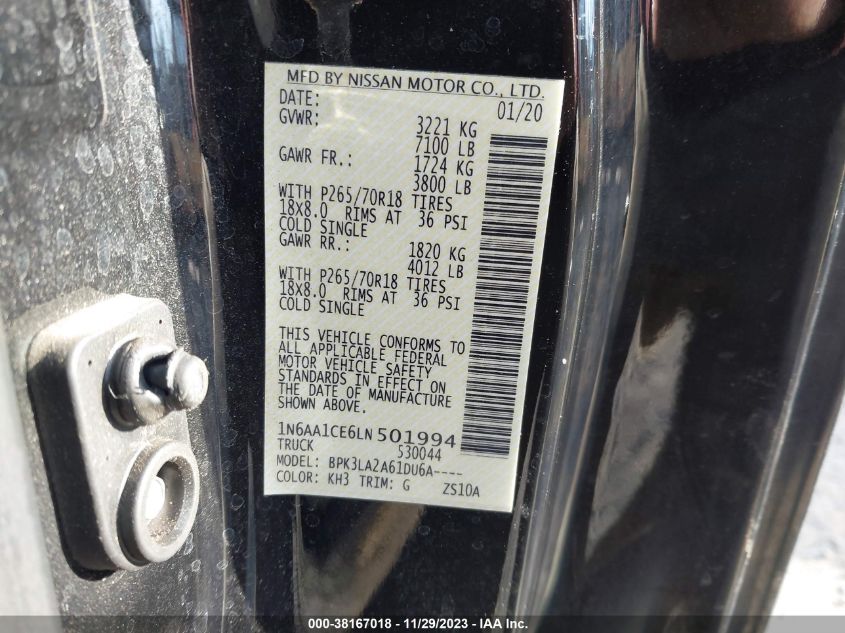 MFD BY NISSAN MOTOR CO., LTD.
DATE: 01/20
GVWR: 3221 KG
7100 LB
GAWR FR.: 1724 KG
3800 LB
WITH P265/70R18 TIRES
18X8.0 RIMS AT 36 PSI
COLD SINGLE
GAWR RR.: 1820 KG
4012 LB
WITH P265/70R18 TIRES
18X8.0 RIMS AT 36 PSI
COLD SINGLE
THIS VEHICLE CONFORMS TO
ALL APPLICABLE FEDERAL
MOTOR VEHICLE SAFETY
STANDARDS IN EFFECT ON
THE DATE OF MANUFACTURE
SHOWN ABOVE.
1N6AA1CE6LN501994
TRUCK 530044
MODEL: BPK3LA2A61DU6A----
COLOR: KH3 TRIM: G ZS10A
000-38167018 - 11/29/2023 - IAA Inc.